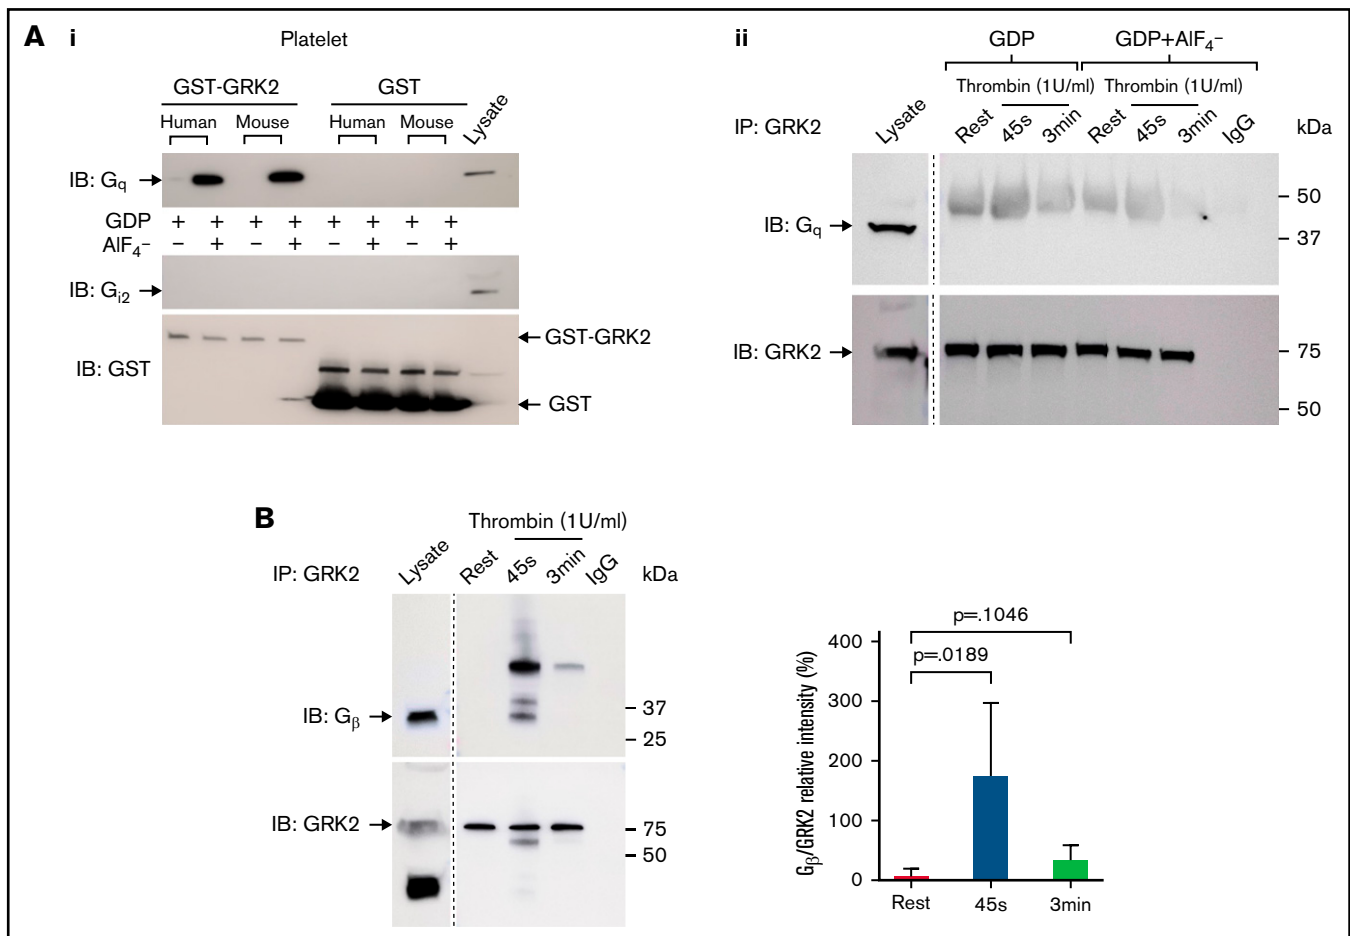 A i Platelet
GST-GRK2 GST
Human Mouse Human Mouse Lysate
IB: Gq
GDP + + + + + + + +
AlF4− − + − + − + − +
IB: Gi2
IB: GST
GST-GRK2
GST
ii GDP GDP+AlF4−
Thrombin (1U/ml) Thrombin (1U/ml)
IP: GRK2 Lysate Rest 45s 3min Rest 45s 3min IgG kDa
50
IB: Gq
37
IB: GRK2 75
50
B Thrombin (1U/ml)
IP: GRK2 Lysate Rest 45s 3min IgG kDa
IB: Gβ 37
25
IB: GRK2 75
50
Gβ/GRK2 relative intensity (%)
p=.1046
p=.0189
400
300
200
100
0
Rest 45s 3min